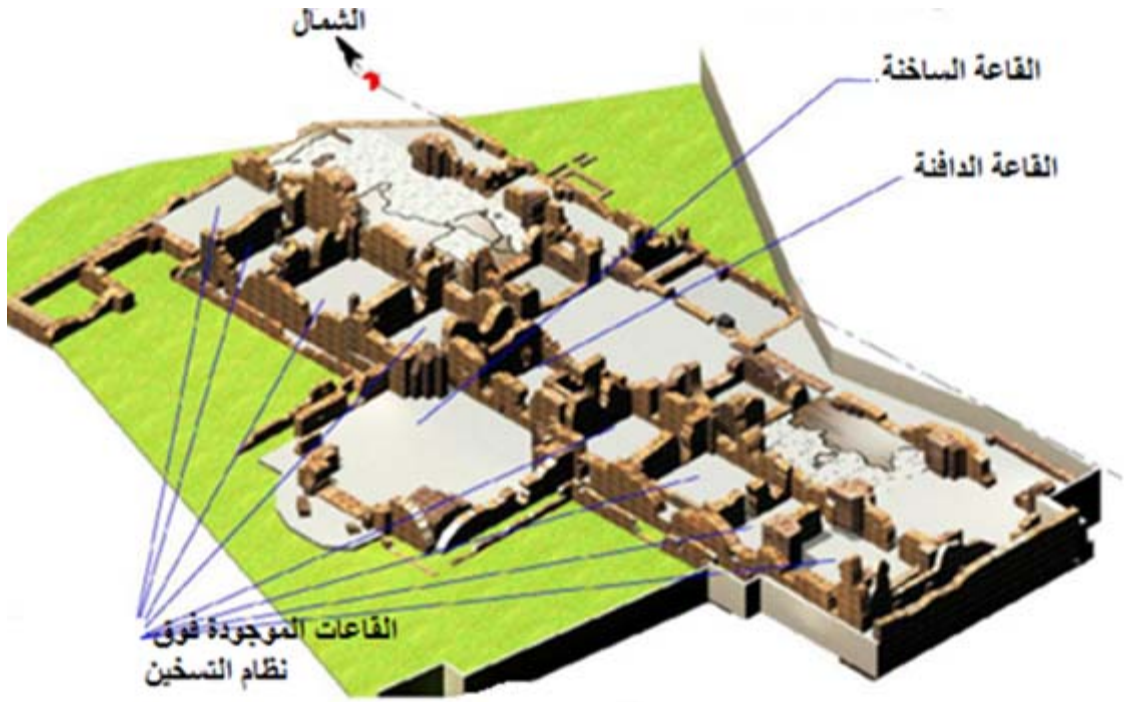 الشمال
القاعة الساخنة.
القاعة الدافئة
القاعات الموجودة فوق
نظام التسخين